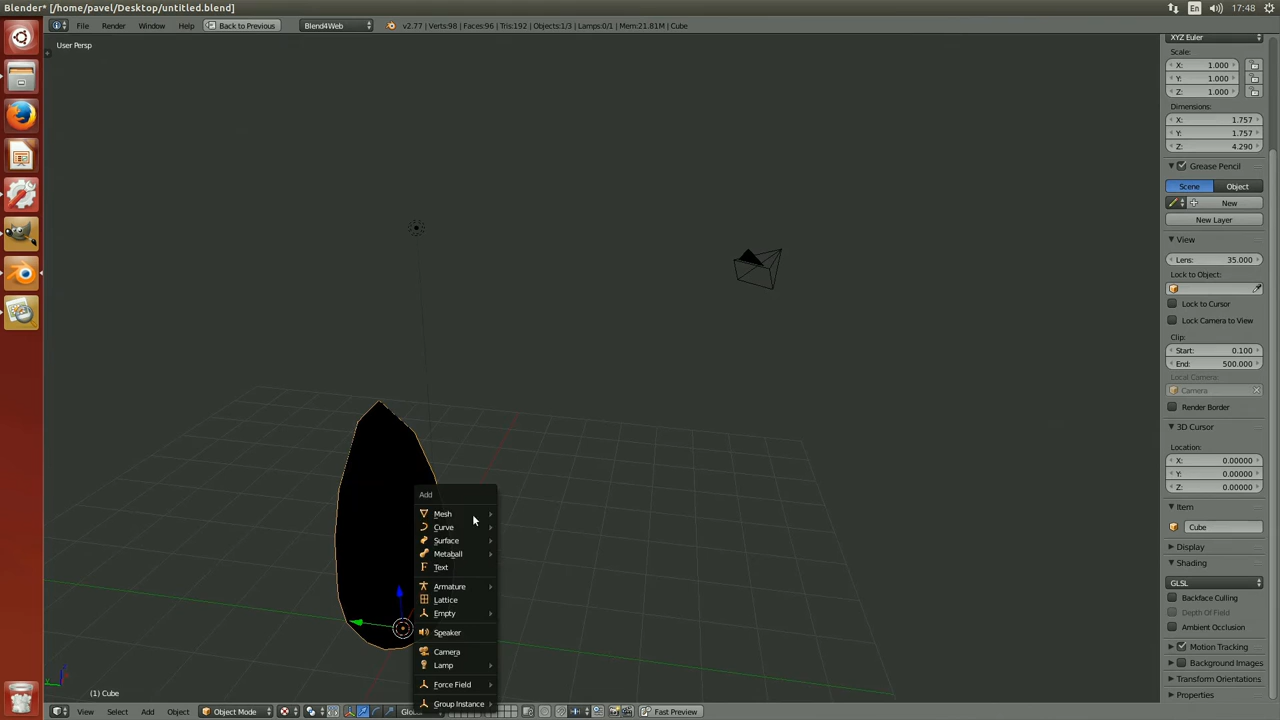 Blender* [/home/pavel/Desktop/untitled.blend]
En 17:48
File Render Window Help Back to Previous Blend4Web v2.77 | Verts:98 | Faces:96 | Tris:192 | Objects:1/3 | Lamps:0/1 | Mem:21.81M | Cube
User Persp
XYZ Euler
Scale:
X: 1.000
Y: 1.000
Z: 1.000
Dimensions:
X: 1.757
Y: 1.757
Z: 4.290
Grease Pencil
Scene Object
New
New Layer
View
Lens: 35.000
Lock to Object:
Lock to Cursor
Lock Camera to View
Clip:
Start: 0.100
End: 500.000
Local Camera:
Camera
Render Border
3D Cursor
Location:
X: 0.00000
Y: 0.00000
Z: 0.00000
Item
Cube
Display
Shading
GLSL
Backface Culling
Depth Of Field
Ambient Occlusion
Motion Tracking
Background Images
Transform Orientations
Properties
Add
Mesh
Curve
Surface
Metaball
Text
Armature
Lattice
Empty
Speaker
Camera
Lamp
Force Field
Group Instance
(1) Cube
View Select Add Object Object Mode Global Fast Preview